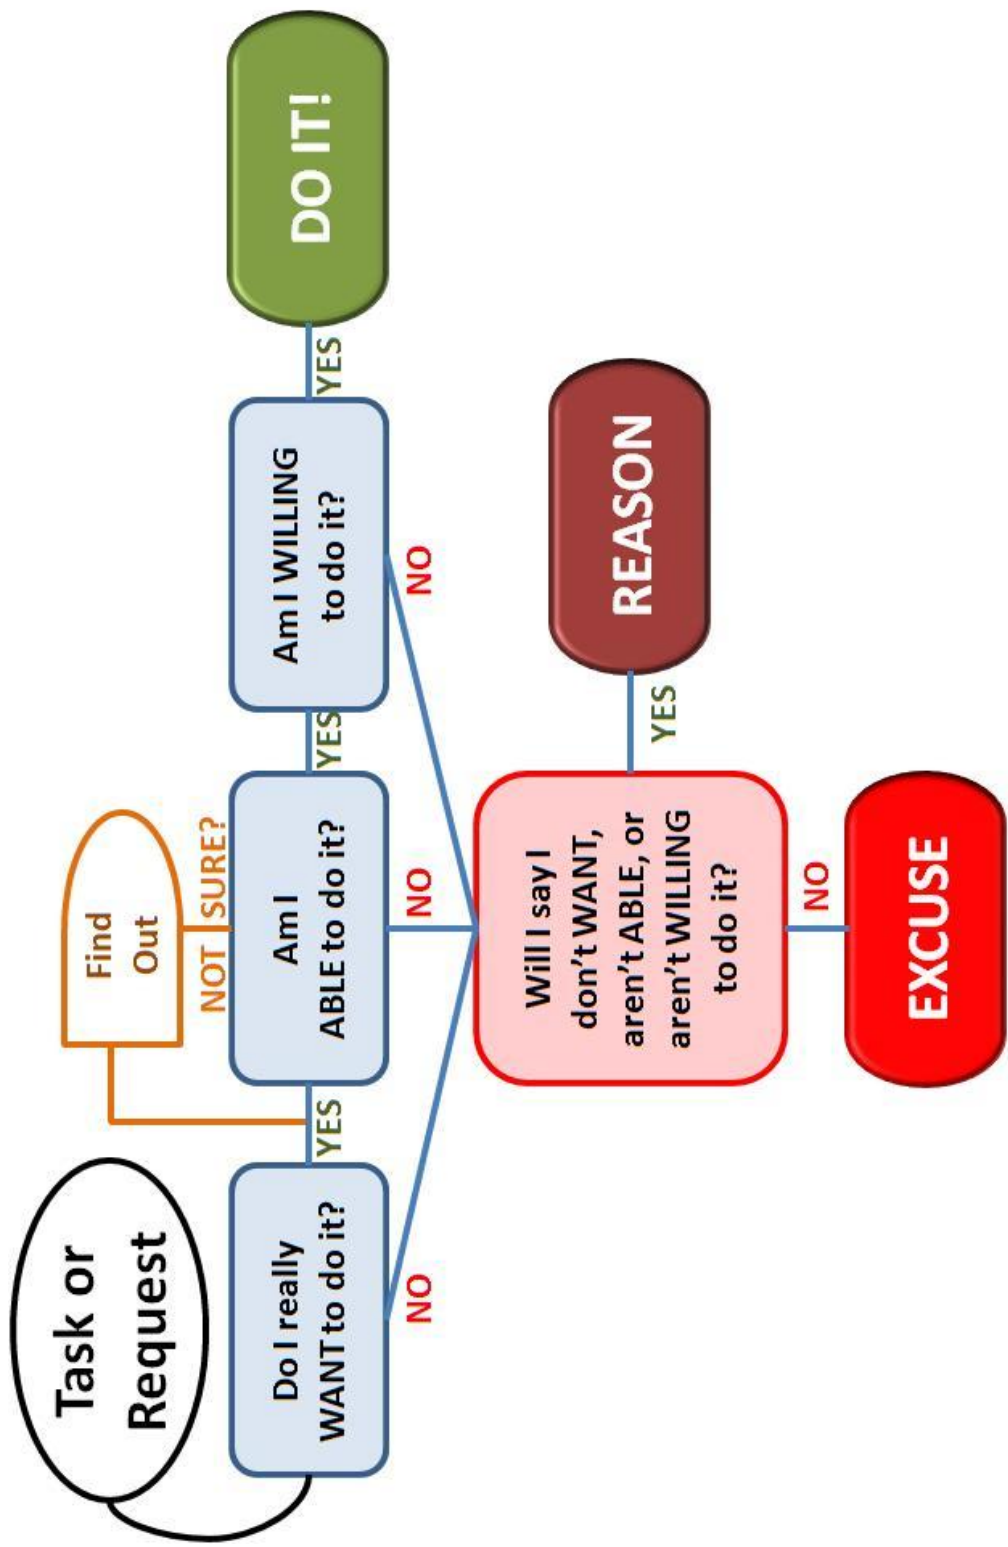 Task or
Request
Find
Out
NOT SURE?
Do I really
WANT to do it?
YES
Am I
ABLE to do it?
YES
Am I WILLING
to do it?
YES
DO IT!
NO
NO
NO
Will I say I
don't WANT,
aren't ABLE, or
aren't WILLING
to do it?
YES
REASON
NO
EXCUSE